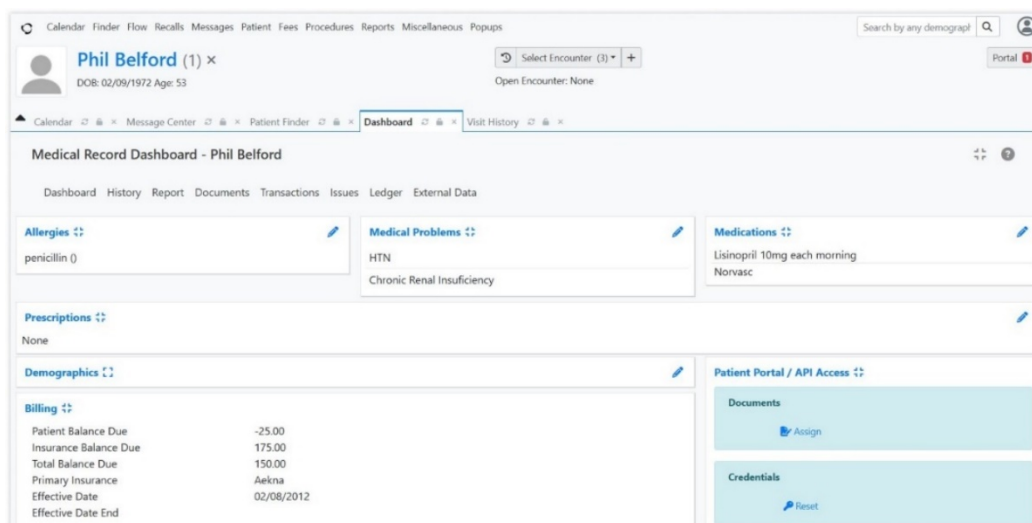 Calendar Finder Flow Recalls Messages Patient Fees Procedures Reports Miscellaneous Popups
Search by any demograpl
Phil Belford (1) ×
Select Encounter (3) +
Portal 1
DOB: 02/09/1972 Age: 53
Open Encounter: None
Calendar × Message Center × Patient Finder × Dashboard × Visit History ×
Medical Record Dashboard - Phil Belford
?
Dashboard History Report Documents Transactions Issues Ledger External Data
Allergies
penicillin ()
Medical Problems
HTN
Chronic Renal Insuficiency
Medications
Lisinopril 10mg each morning
Norvasc
Prescriptions
None
Demographics
Billing
Patient Balance Due -25.00
Insurance Balance Due 175.00
Total Balance Due 150.00
Primary Insurance Aekna
Effective Date 02/08/2012
Effective Date End
Patient Portal / API Access
Documents
Assign
Credentials
Reset